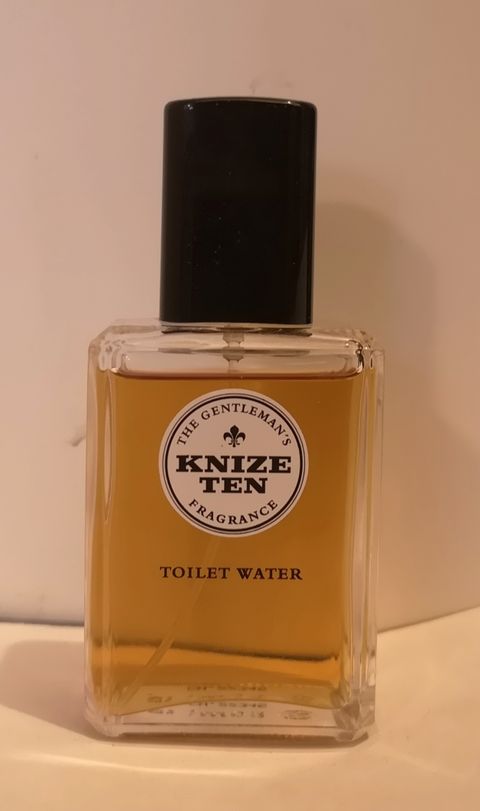 THE GENTLEMAN'S
KNIZE
TEN
FRAGRANCE
TOILET WATER